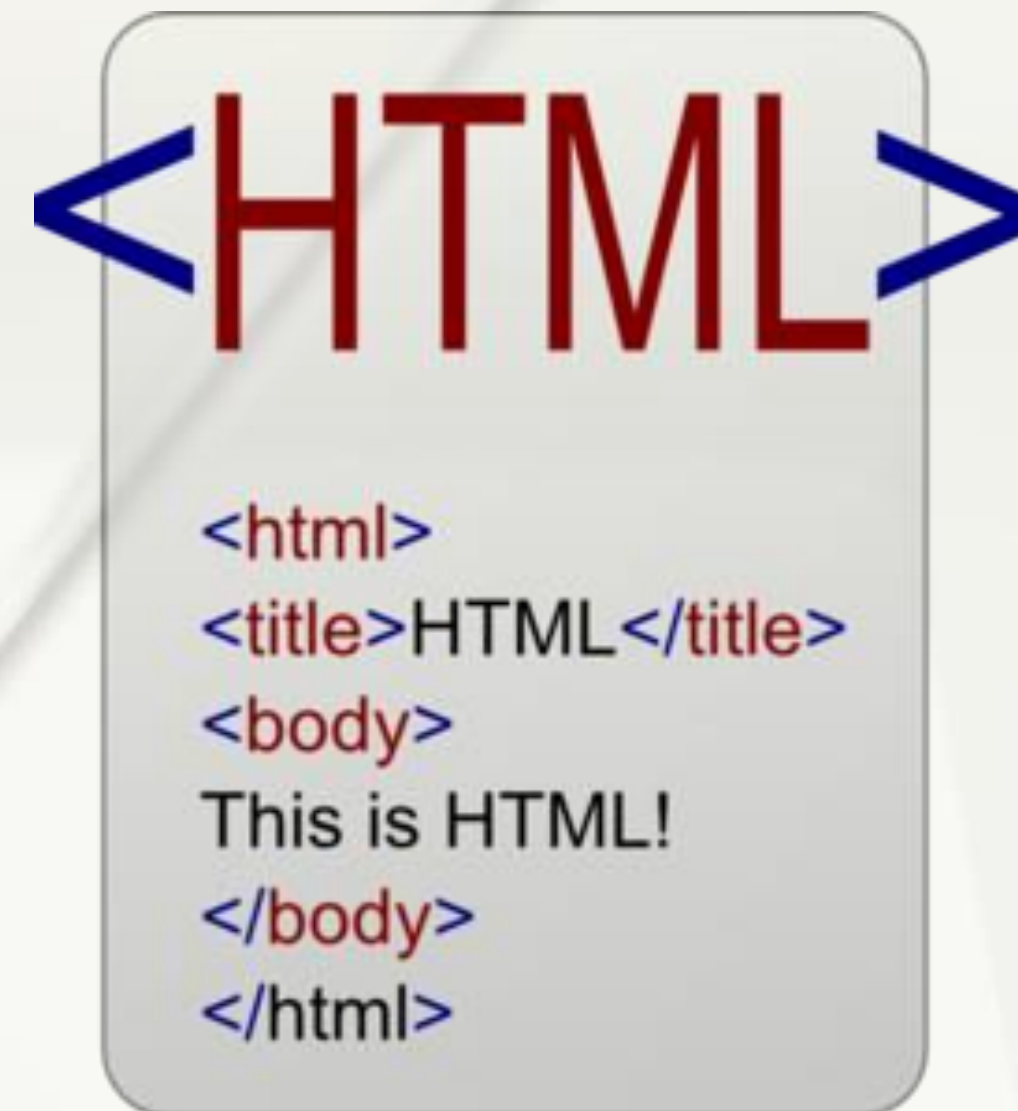 <HTML>
<html>
<title>HTML</title>
<body>
This is HTML!
</body>
</html>